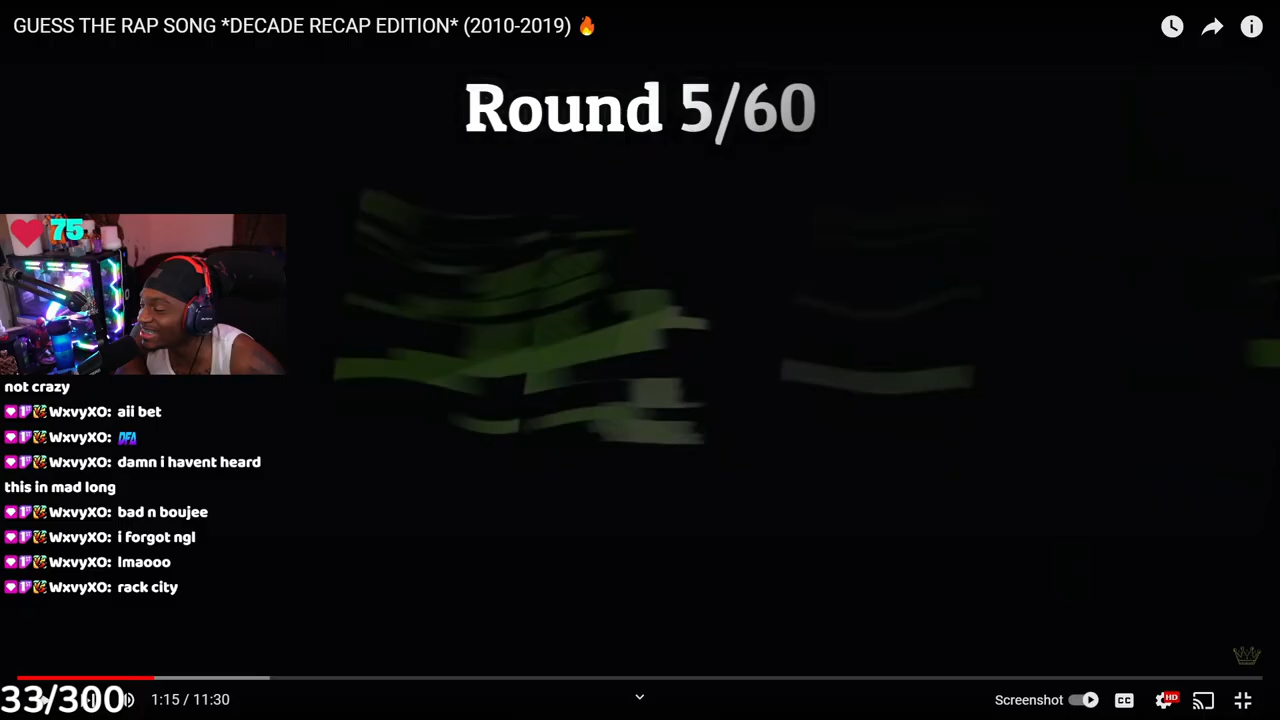 GUESS THE RAP SONG *DECADE RECAP EDITION* (2010-2019) 🔥
Round 5/60
75
not crazy
WxvyXO: aii bet
WxvyXO: DFA
WxvyXO: damn i havent heard
this in mad long
WxvyXO: bad n boujee
WxvyXO: i forgot ngl
WxvyXO: lmaooo
WxvyXO: rack city
33/300
1:15 / 11:30
Screenshot
CC
HD